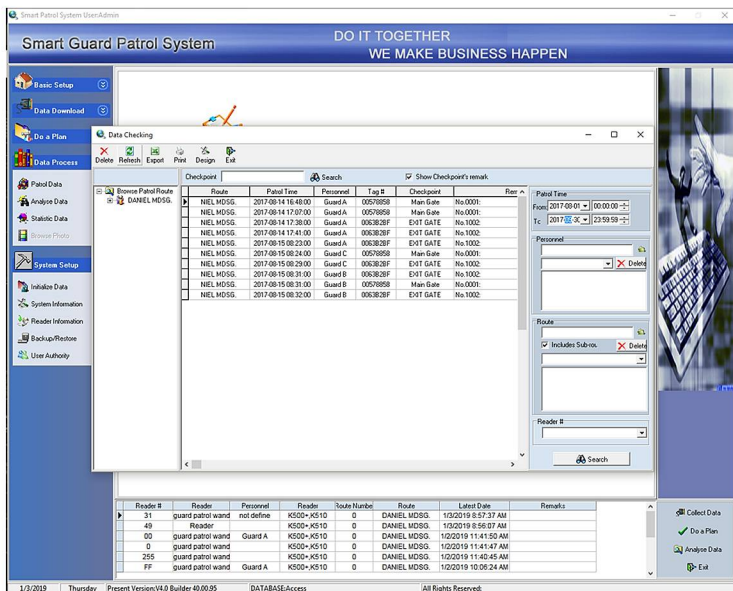 Smart Patrol System User:Admin
Smart Guard Patrol System
DO IT TOGETHER
WE MAKE BUSINESS HAPPEN
Basic Setup
Data Download
Do a Plan
Data Process
Patrol Data
Analyse Data
Statistic Data
Browse Photo
System Setup
Initialize Data
System Information
Reader Information
Backup/Restore
User Authority
Data Checking
Delete Refresh Export Print Design Exit
Checkpoint Search Show Checkpoint's remark
Browse Patrol Route
DANIEL MDSG.
Route Patrol Time Personnel Tag # Checkpoint Rem
NIEL MDSG. 2017-08-14 16:48:00 Guard A 00578858 Main Gate No.0001:
NIEL MDSG. 2017-08-14 17:07:00 Guard A 00578858 Main Gate No.0001:
NIEL MDSG. 2017-08-14 17:38:00 Guard A 0063B2BF EXIT GATE No.1002:
NIEL MDSG. 2017-08-14 17:41:00 Guard A 0063B2BF EXIT GATE No.1002:
NIEL MDSG. 2017-08-15 08:23:00 Guard A 0063B2BF EXIT GATE No.1002:
NIEL MDSG. 2017-08-15 08:24:00 Guard C 00578858 Main Gate No.0001:
NIEL MDSG. 2017-08-15 08:29:00 Guard C 0063B2BF EXIT GATE No.1002:
NIEL MDSG. 2017-08-15 08:31:00 Guard B 0063B2BF EXIT GATE No.1002:
NIEL MDSG. 2017-08-15 08:31:00 Guard B 00578858 Main Gate No.0001:
NIEL MDSG. 2017-08-15 08:32:00 Guard B 0063B2BF EXIT GATE No.1002:
Patrol Time
From 2017-08-01 00:00:00
Tc 23:59:59
Personnel
Delete
Route
Includes Sub-rou Delete
Reader #
Search
Reader # Reader Personnel Reader Route Numbe Route Latest Date Remarks
31 guard patrol wand not define K500+,K510 0 DANIEL MDSG. 1/3/2019 8:57:37 AM
49 Reader K500+,K510 0 DANIEL MDSG. 1/3/2019 8:56:07 AM
00 guard patrol wand Guard A K500+,K510 0 DANIEL MDSG. 1/2/2019 11:41:50 AM
0 guard patrol wand K500+,K510 0 DANIEL MDSG. 1/2/2019 11:41:47 AM
255 guard patrol wand K500+,K510 0 DANIEL MDSG. 1/2/2019 11:40:45 AM
FF guard patrol wand Guard A K500+,K510 0 DANIEL MDSG. 1/2/2019 10:06:24 AM
Collect Data
Do a Plan
Analyse Data
Exit
1/3/2019 Thursday Present Version:V4.0 Builder 40.00.95 DATABASE:Access All Rights Reserved: